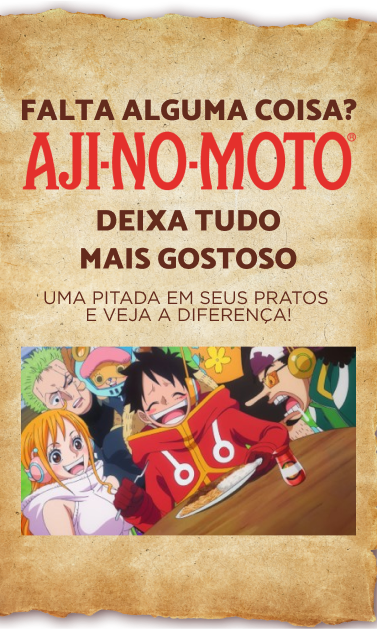 FALTA ALGUMA COISA?
AJI-NO-MOTO®
DEIXA TUDO
MAIS GOSTOSO
UMA PITADA EM SEUS PRATOS
E VEJA A DIFERENÇA!